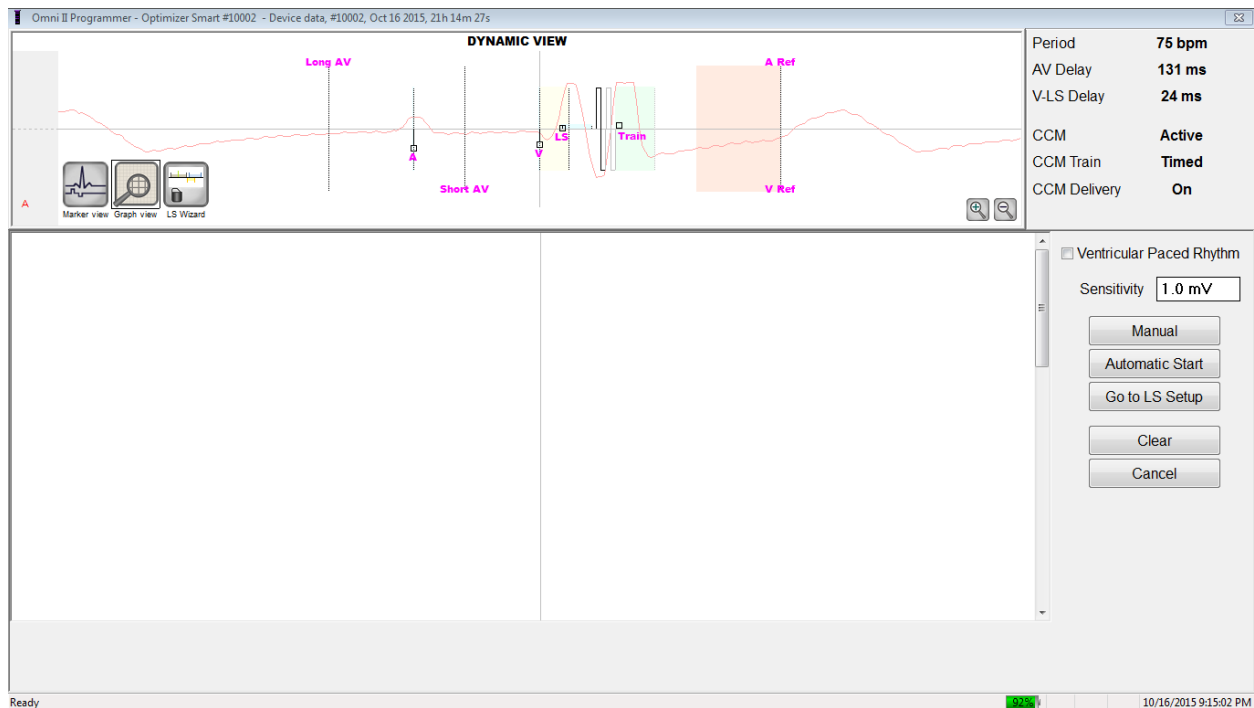 Omni II Programmer - Optimizer Smart #10002  - Device data, #10002, Oct 16 2015, 21h 14m 27s
DYNAMIC VIEW
Long AV
A Ref
A
V
LS
Train
Short AV
V Ref
A
Marker view
Graph view
LS Wizard
Period 75 bpm
AV Delay 131 ms
V-LS Delay 24 ms
CCM Active
CCM Train Timed
CCM Delivery On
Ventricular Paced Rhythm
Sensitivity 1.0 mV
Manual
Automatic Start
Go to LS Setup
Clear
Cancel
Ready
92%
10/16/2015 9:15:02 PM